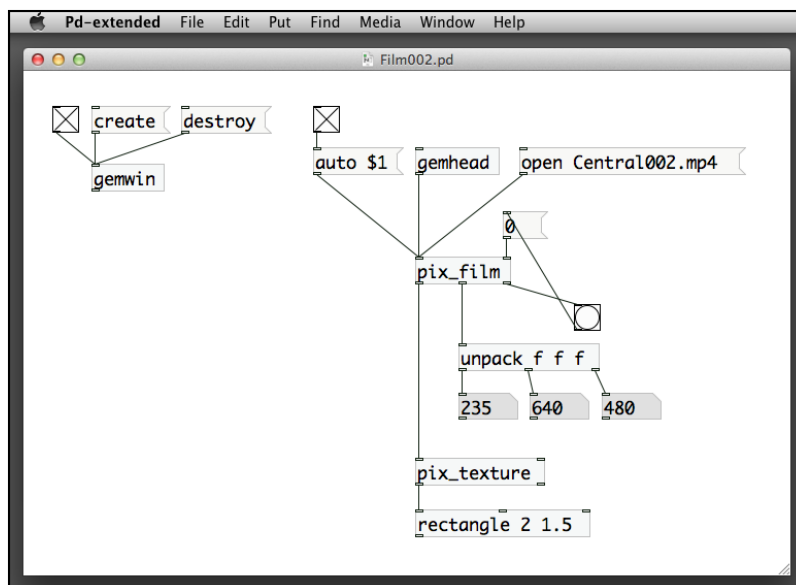 Pd-extended File Edit Put Find Media Window Help
Film002.pd
create destroy
gemwin
auto $1 gemhead open Central002.mp4
0
pix_film
unpack f f f
235 640 480
pix_texture
rectangle 2 1.5